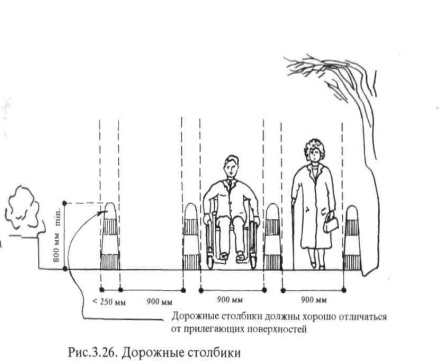 800 мм min.
< 250 мм
900 мм
900 мм
900 мм
Дорожные столбики должны хорошо отличаться
от прилегающих поверхностей
Рис.3.26. Дорожные столбики